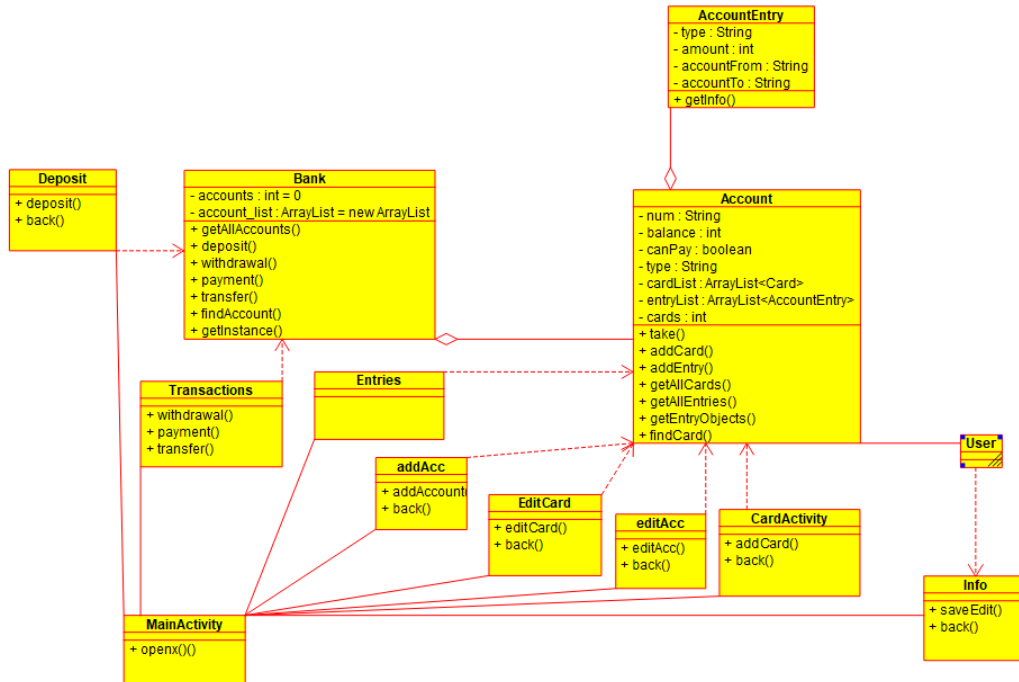 AccountEntry
- type : String
- amount : int
- accountFrom : String
- accountTo : String
+ getInfo()
Deposit
+ deposit()
+ back()
Bank
- accounts : int = 0
- account_list : ArrayList = new ArrayList
+ getAllAccounts()
+ deposit()
+ withdrawal()
+ payment()
+ transfer()
+ findAccount()
+ getInstance()
Account
- num : String
- balance : int
- canPay : boolean
- type : String
- cardList : ArrayList<Card>
- entryList : ArrayList<AccountEntry>
- cards : int
+ take()
+ addCard()
+ addEntry()
+ getAllCards()
+ getAllEntries()
+ getEntryObjects()
+ findCard()
Transactions
+ withdrawal()
+ payment()
+ transfer()
Entries
User
addAcc
+ addAccount(
+ back()
EditCard
+ editCard()
+ back()
editAcc
+ editAcc()
+ back()
CardActivity
+ addCard()
+ back()
Info
+ saveEdit()
+ back()
MainActivity
+ openx()()